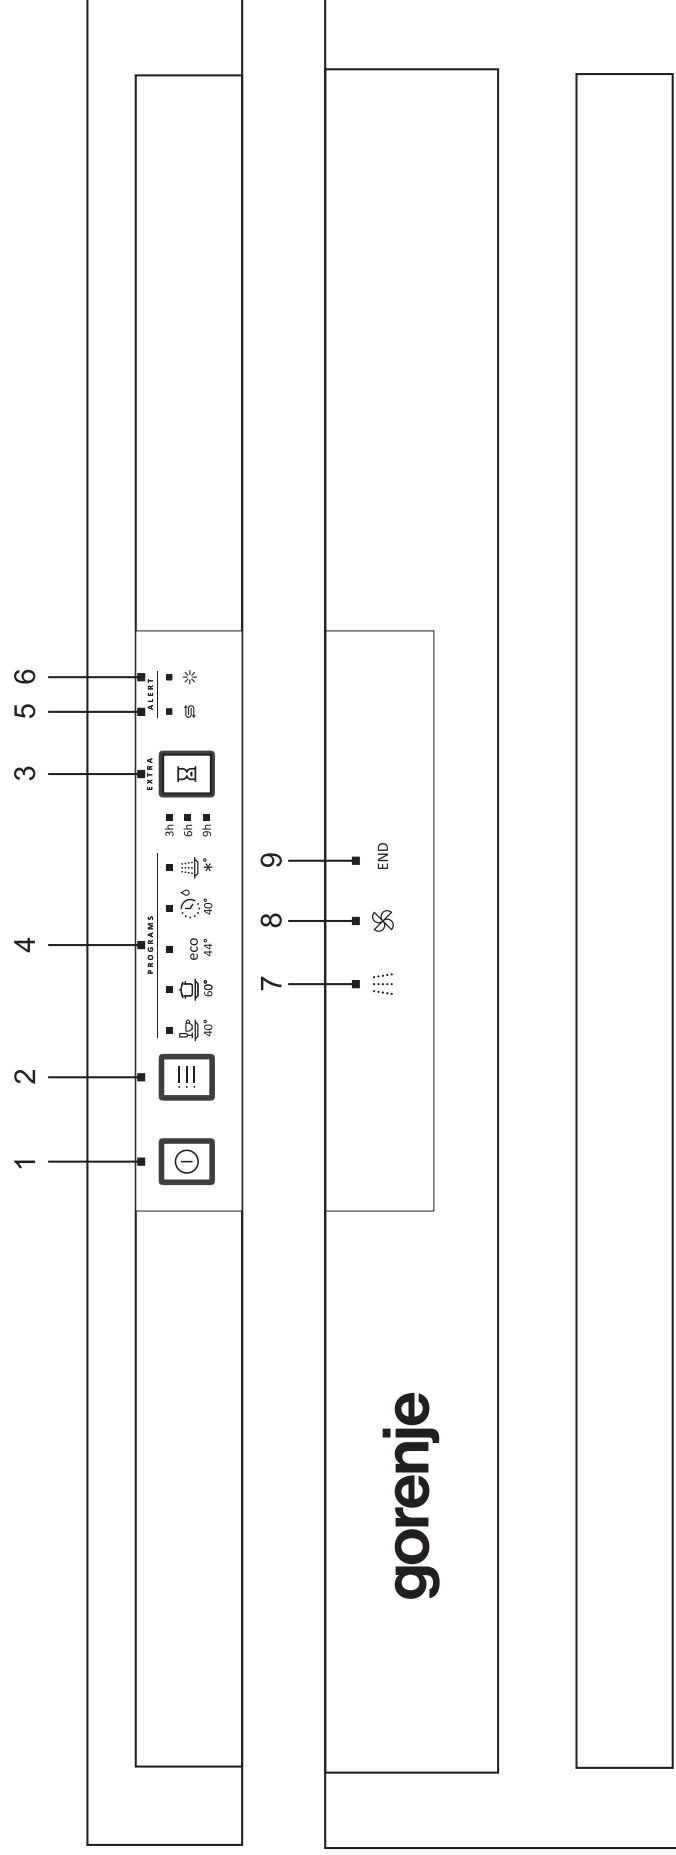 1 2 4 3 5 6
PROGRAMS EXTRA ALERT
3h
6h
9h
eco
40° 60° 44° 40° *°
7 8 9
END
gorenje